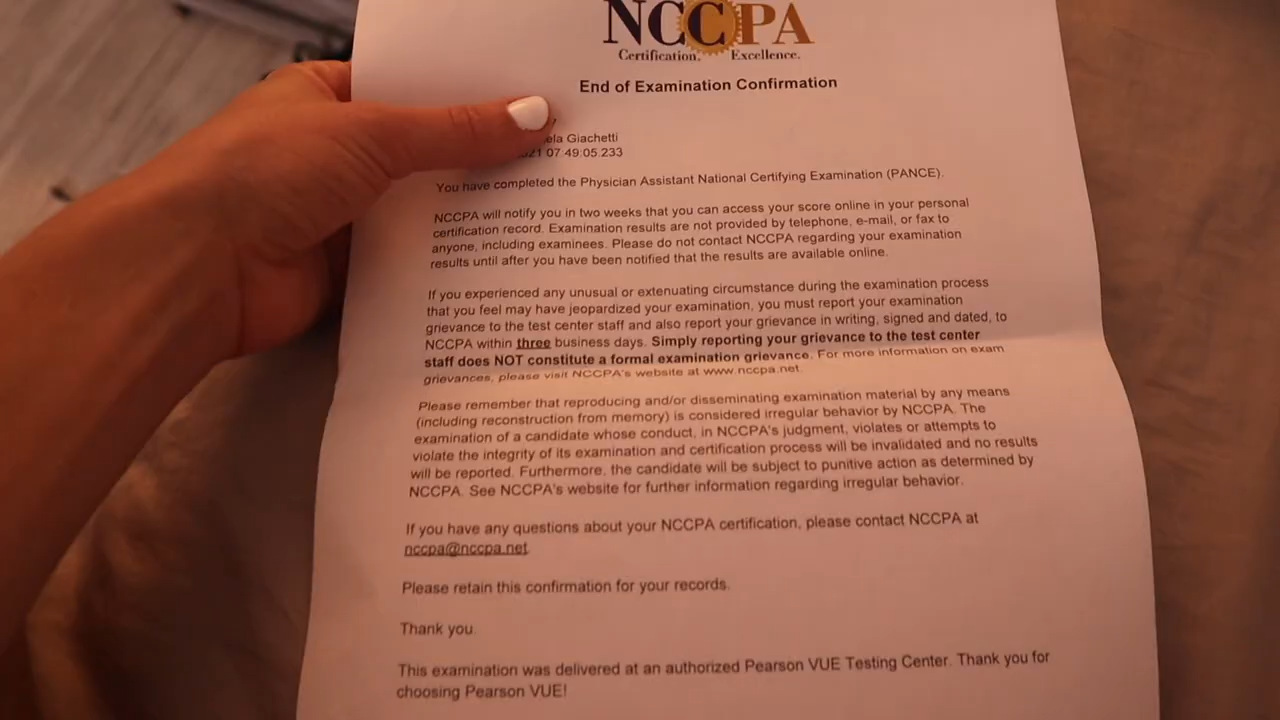 NCCPA
Certification. Excellence.
End of Examination Confirmation
Giachetti
07:49:05.233
You have completed the Physician Assistant National Certifying Examination (PANCE).
NCCPA will notify you in two weeks that you can access your score online in your personal
certification record. Examination results are not provided by telephone, e-mail, or fax to
anyone, including examinees. Please do not contact NCCPA regarding your examination
results until after you have been notified that the results are available online.
If you experienced any unusual or extenuating circumstance during the examination process
that you feel may have jeopardized your examination, you must report your examination
grievance to the test center staff and also report your grievance in writing, signed and dated, to
NCCPA within three business days. Simply reporting your grievance to the test center
staff does NOT constitute a formal examination grievance. For more information on exam
grievances, please visit NCCPA's website at www.nccpa.net.
Please remember that reproducing and/or disseminating examination material by any means
(including reconstruction from memory) is considered irregular behavior by NCCPA. The
examination of a candidate whose conduct, in NCCPA's judgment, violates or attempts to
violate the integrity of its examination and certification process will be invalidated and no results
will be reported. Furthermore, the candidate will be subject to punitive action as determined by
NCCPA. See NCCPA's website for further information regarding irregular behavior.
If you have any questions about your NCCPA certification, please contact NCCPA at
nccpa@nccpa.net.
Please retain this confirmation for your records.
Thank you.
This examination was delivered at an authorized Pearson VUE Testing Center. Thank you for
choosing Pearson VUE!